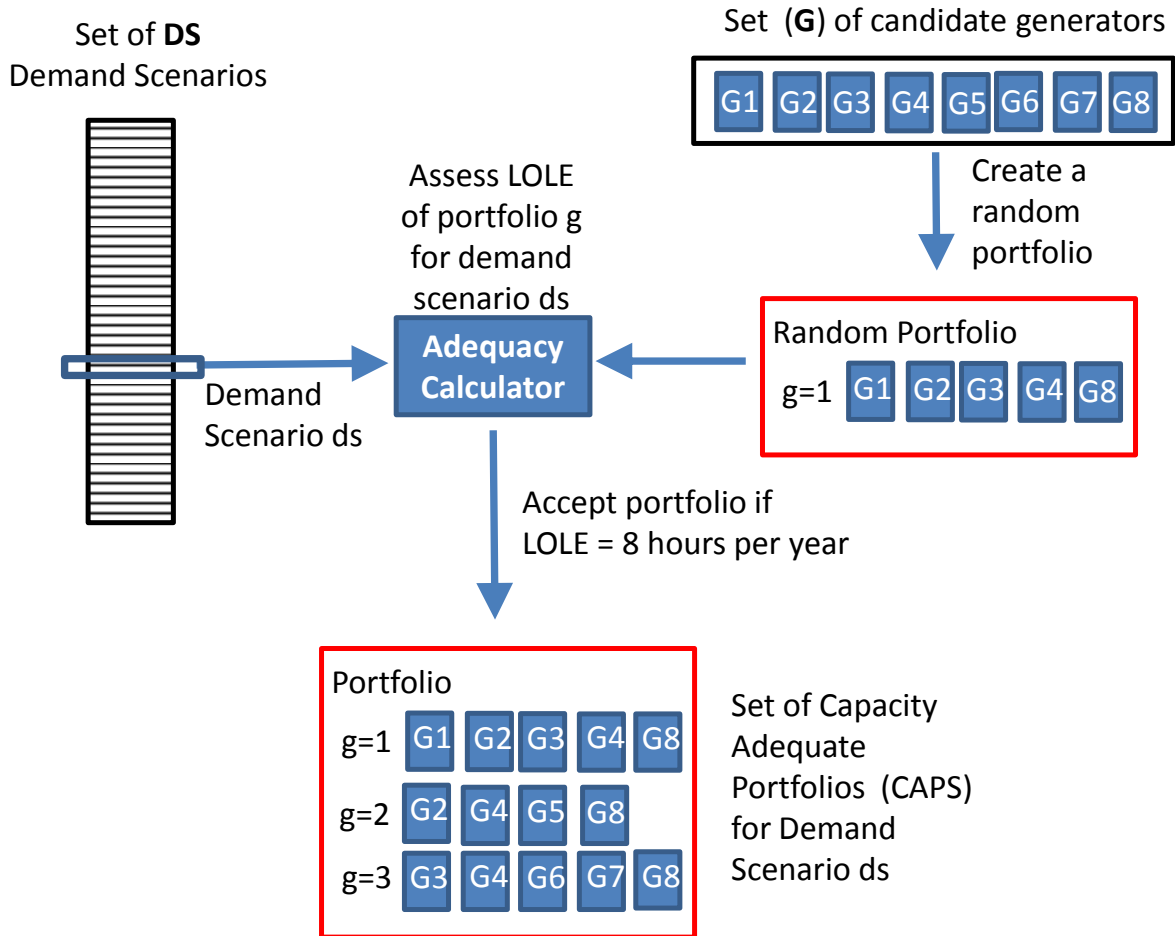 Set of DS
Demand Scenarios
Set (G) of candidate generators
G1 G2 G3 G4 G5 G6 G7 G8
Create a
random
portfolio
Assess LOLE
of portfolio g
for demand
scenario ds
Adequacy
Calculator
Random Portfolio
g=1 G1 G2 G3 G4 G8
Demand
Scenario ds
Accept portfolio if
LOLE = 8 hours per year
Portfolio
g=1 G1 G2 G3 G4 G8
g=2 G2 G4 G5 G8
g=3 G3 G4 G6 G7 G8
Set of Capacity
Adequate
Portfolios (CAPS)
for Demand
Scenario ds